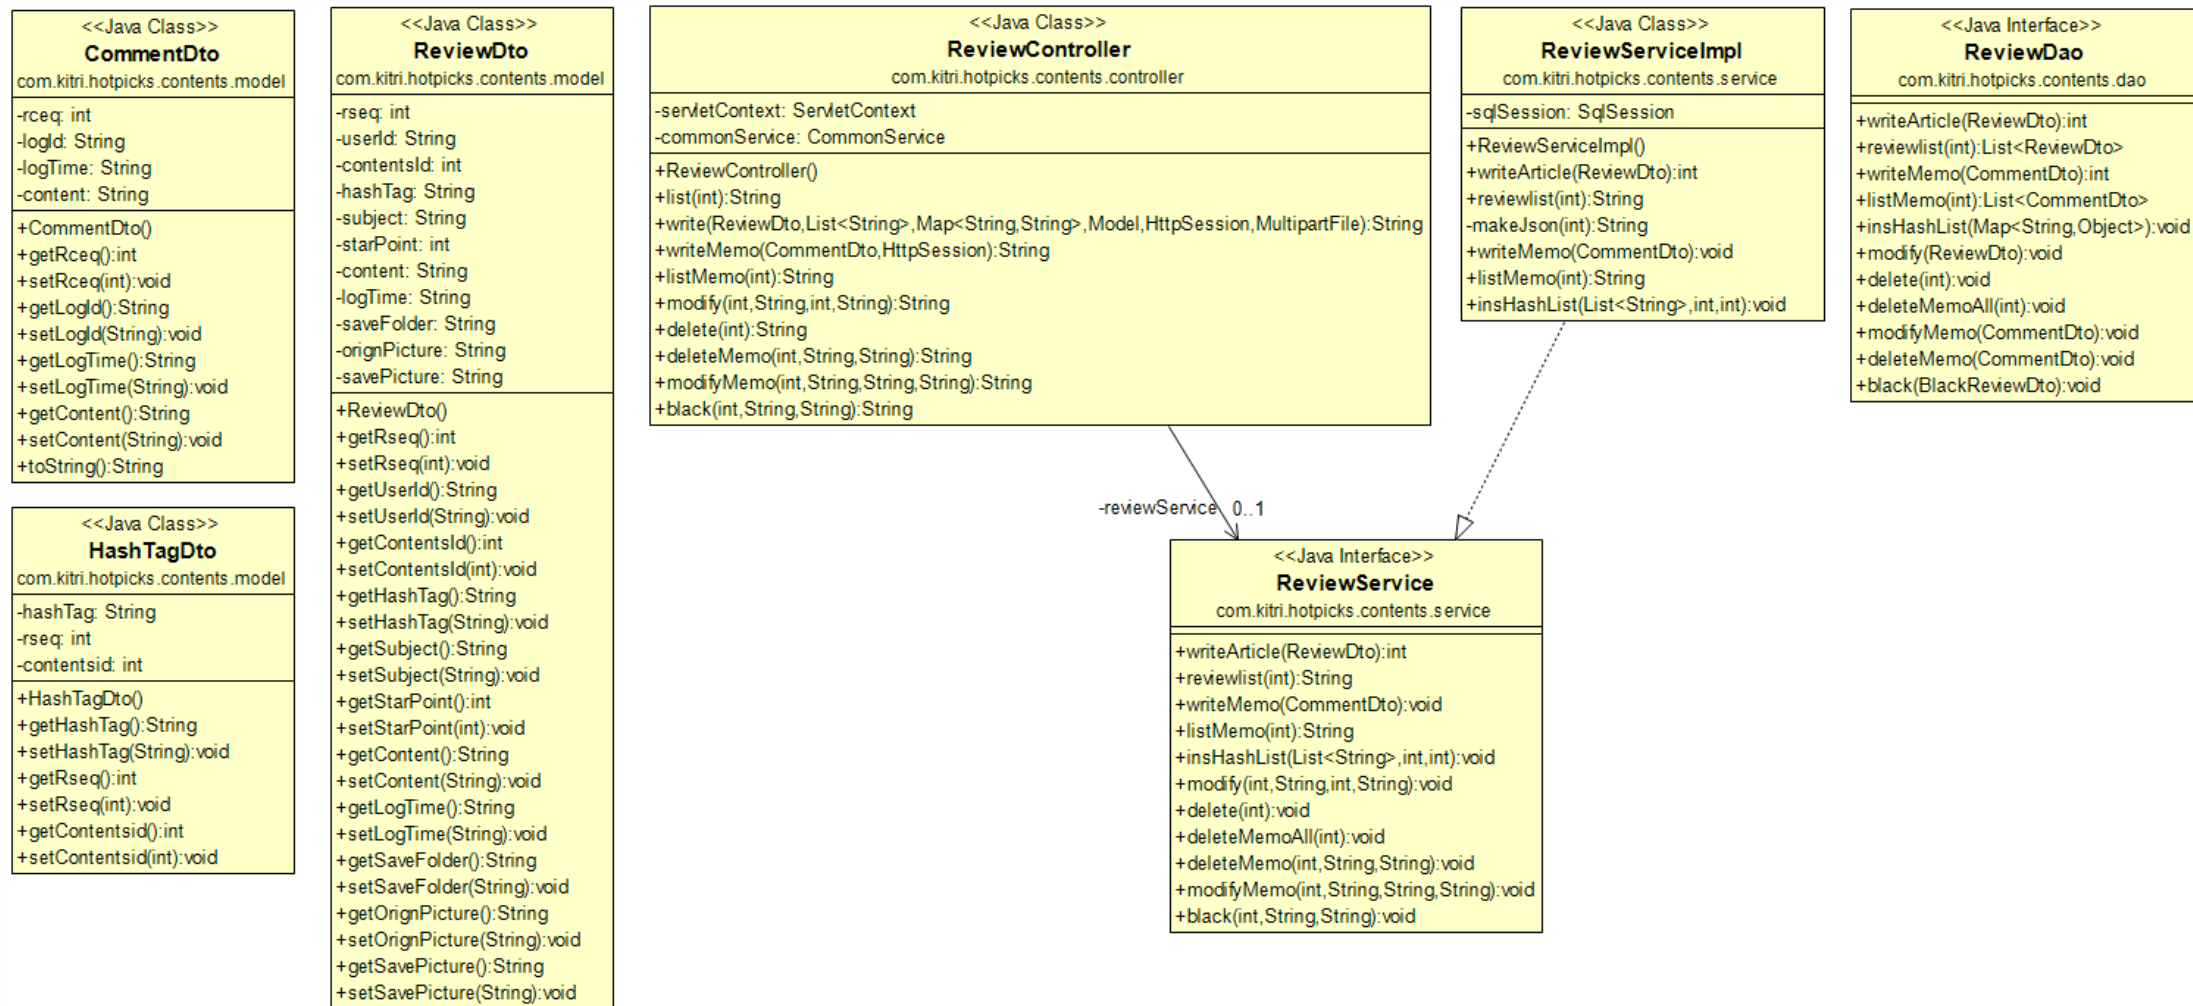 <<Java Class>>
CommentDto
com.kitri.hotpicks.contents.model
-rceq: int
-logId: String
-logTime: String
-content: String
+CommentDto()
+getRceq():int
+setRceq(int):void
+getLogId():String
+setLogId(String):void
+getLogTime():String
+setLogTime(String):void
+getContent():String
+setContent(String):void
+toString():String
<<Java Class>>
HashTagDto
com.kitri.hotpicks.contents.model
-hashTag: String
-rseq: int
-contentsid: int
+HashTagDto()
+getHashTag():String
+setHashTag(String):void
+getRseq():int
+setRseq(int):void
+getContentsid():int
+setContentsid(int):void
<<Java Class>>
ReviewDto
com.kitri.hotpicks.contents.model
-rseq: int
-userId: String
-contentsId: int
-hashTag: String
-subject: String
-starPoint: int
-content: String
-logTime: String
-saveFolder: String
-orignPicture: String
-savePicture: String
+ReviewDto()
+getRseq():int
+setRseq(int):void
+getUserId():String
+setUserId(String):void
+getContentsId():int
+setContentsId(int):void
+getHashTag():String
+setHashTag(String):void
+getSubject():String
+setSubject(String):void
+getStarPoint():int
+setStarPoint(int):void
+getContent():String
+setContent(String):void
+getLogTime():String
+setLogTime(String):void
+getSaveFolder():String
+setSaveFolder(String):void
+getOrignPicture():String
+setOrignPicture(String):void
+getSavePicture():String
+setSavePicture(String):void
<<Java Class>>
ReviewController
com.kitri.hotpicks.contents.controller
-servletContext: ServletContext
-commonService: CommonService
+ReviewController()
+list(int):String
+write(ReviewDto,List<String>,Map<String,String>,Model,HttpSession,MultipartFile):String
+writeMemo(CommentDto,HttpSession):String
+listMemo(int):String
+modify(int,String,int,String):String
+delete(int):String
+deleteMemo(int,String,String):String
+modifyMemo(int,String,String,String):String
+black(int,String,String):String
-reviewService 0..1
<<Java Class>>
ReviewServiceImpl
com.kitri.hotpicks.contents.service
-sqlSession: SqlSession
+ReviewServiceImpl()
+writeArticle(ReviewDto):int
+reviewlist(int):String
-makeJson(int):String
+writeMemo(CommentDto):void
+listMemo(int):String
+insHashList(List<String>,int,int):void
<<Java Interface>>
ReviewService
com.kitri.hotpicks.contents.service
+writeArticle(ReviewDto):int
+reviewlist(int):String
+writeMemo(CommentDto):void
+listMemo(int):String
+insHashList(List<String>,int,int):void
+modify(int,String,int,String):void
+delete(int):void
+deleteMemoAll(int):void
+deleteMemo(int,String,String):void
+modifyMemo(int,String,String,String):void
+black(int,String,String):void
<<Java Interface>>
ReviewDao
com.kitri.hotpicks.contents.dao
+writeArticle(ReviewDto):int
+reviewlist(int):List<ReviewDto>
+writeMemo(CommentDto):int
+listMemo(int):List<CommentDto>
+insHashList(Map<String,Object>):void
+modify(ReviewDto):void
+delete(int):void
+deleteMemoAll(int):void
+modifyMemo(CommentDto):void
+deleteMemo(CommentDto):void
+black(BlackReviewDto):void